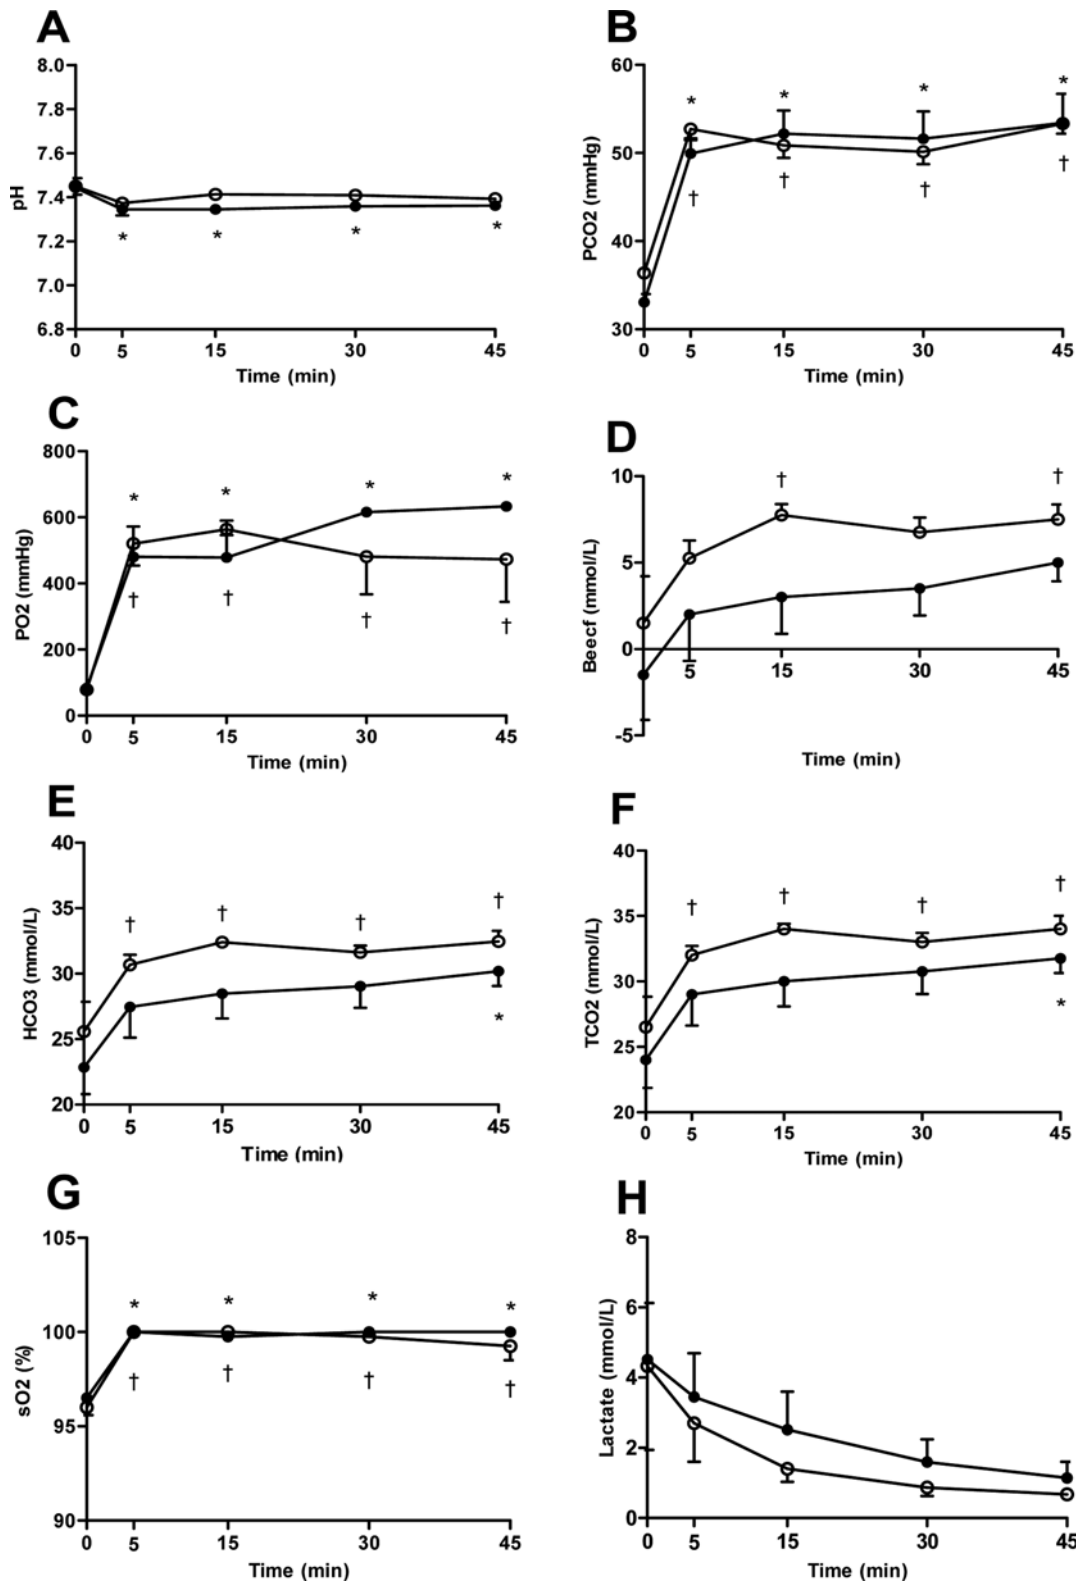 A
B
8.0
7.6
7.4
7.2
7.0
6.8
pH
0 5 15 30 45
Time (min)
* * * *
60
50
40
30
PCO2 (mmHg)
0 5 15 30 45
Time (min)
* * * *
† † † †
C
D
800
600
400
200
0
PO2 (mmHg)
0 5 15 30 45
Time (min)
* * * *
† † † †
10
5
0
-5
Beecf (mmol/L)
5 15 30 45
Time (min)
† †
E
F
40
35
30
25
20
HCO3 (mmol/L)
0 5 15 30 45
Time (min)
† † † †
*
40
35
30
25
20
TCO2 (mmol/L)
0 5 15 30 45
Time (min)
† † † †
*
G
H
105
100
95
90
sO2 (%)
0 5 15 30 45
Time (min)
* * * *
† † † †
8
6
4
2
0
Lactate (mmol/L)
0 5 15 30 45
Time (min)